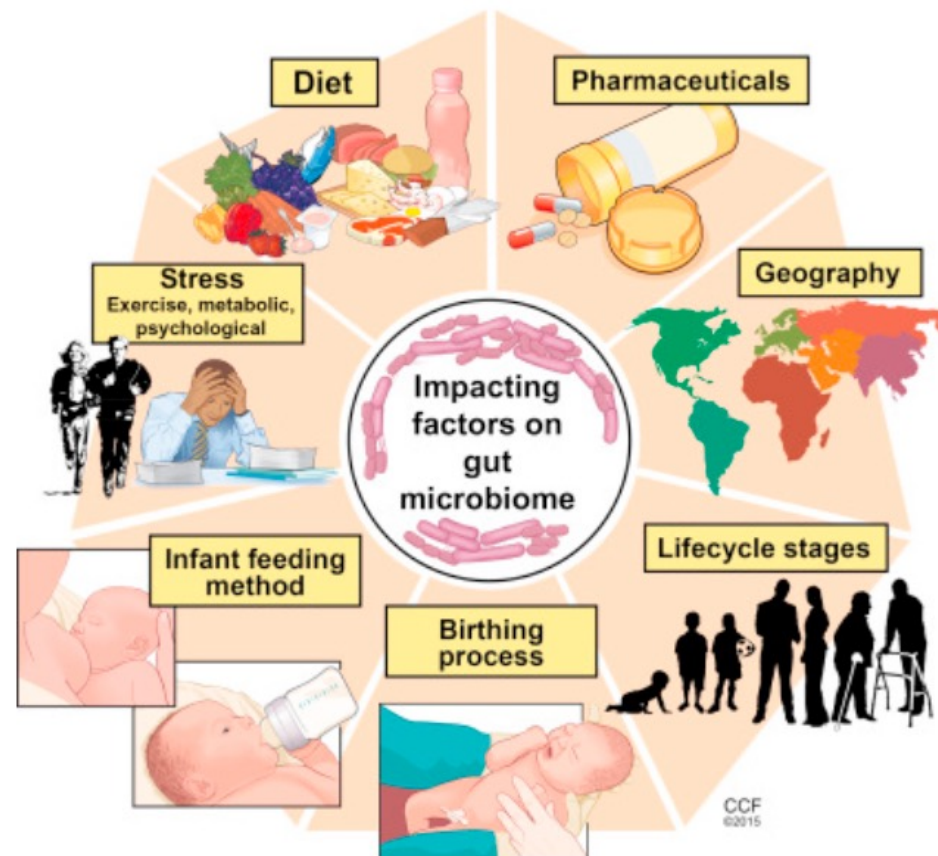 Diet
Pharmaceuticals
Stress
Exercise, metabolic,
psychological
Geography
Impacting
factors on
gut
microbiome
Infant feeding
method
Lifecycle stages
Birthing
process
CCF
©2015